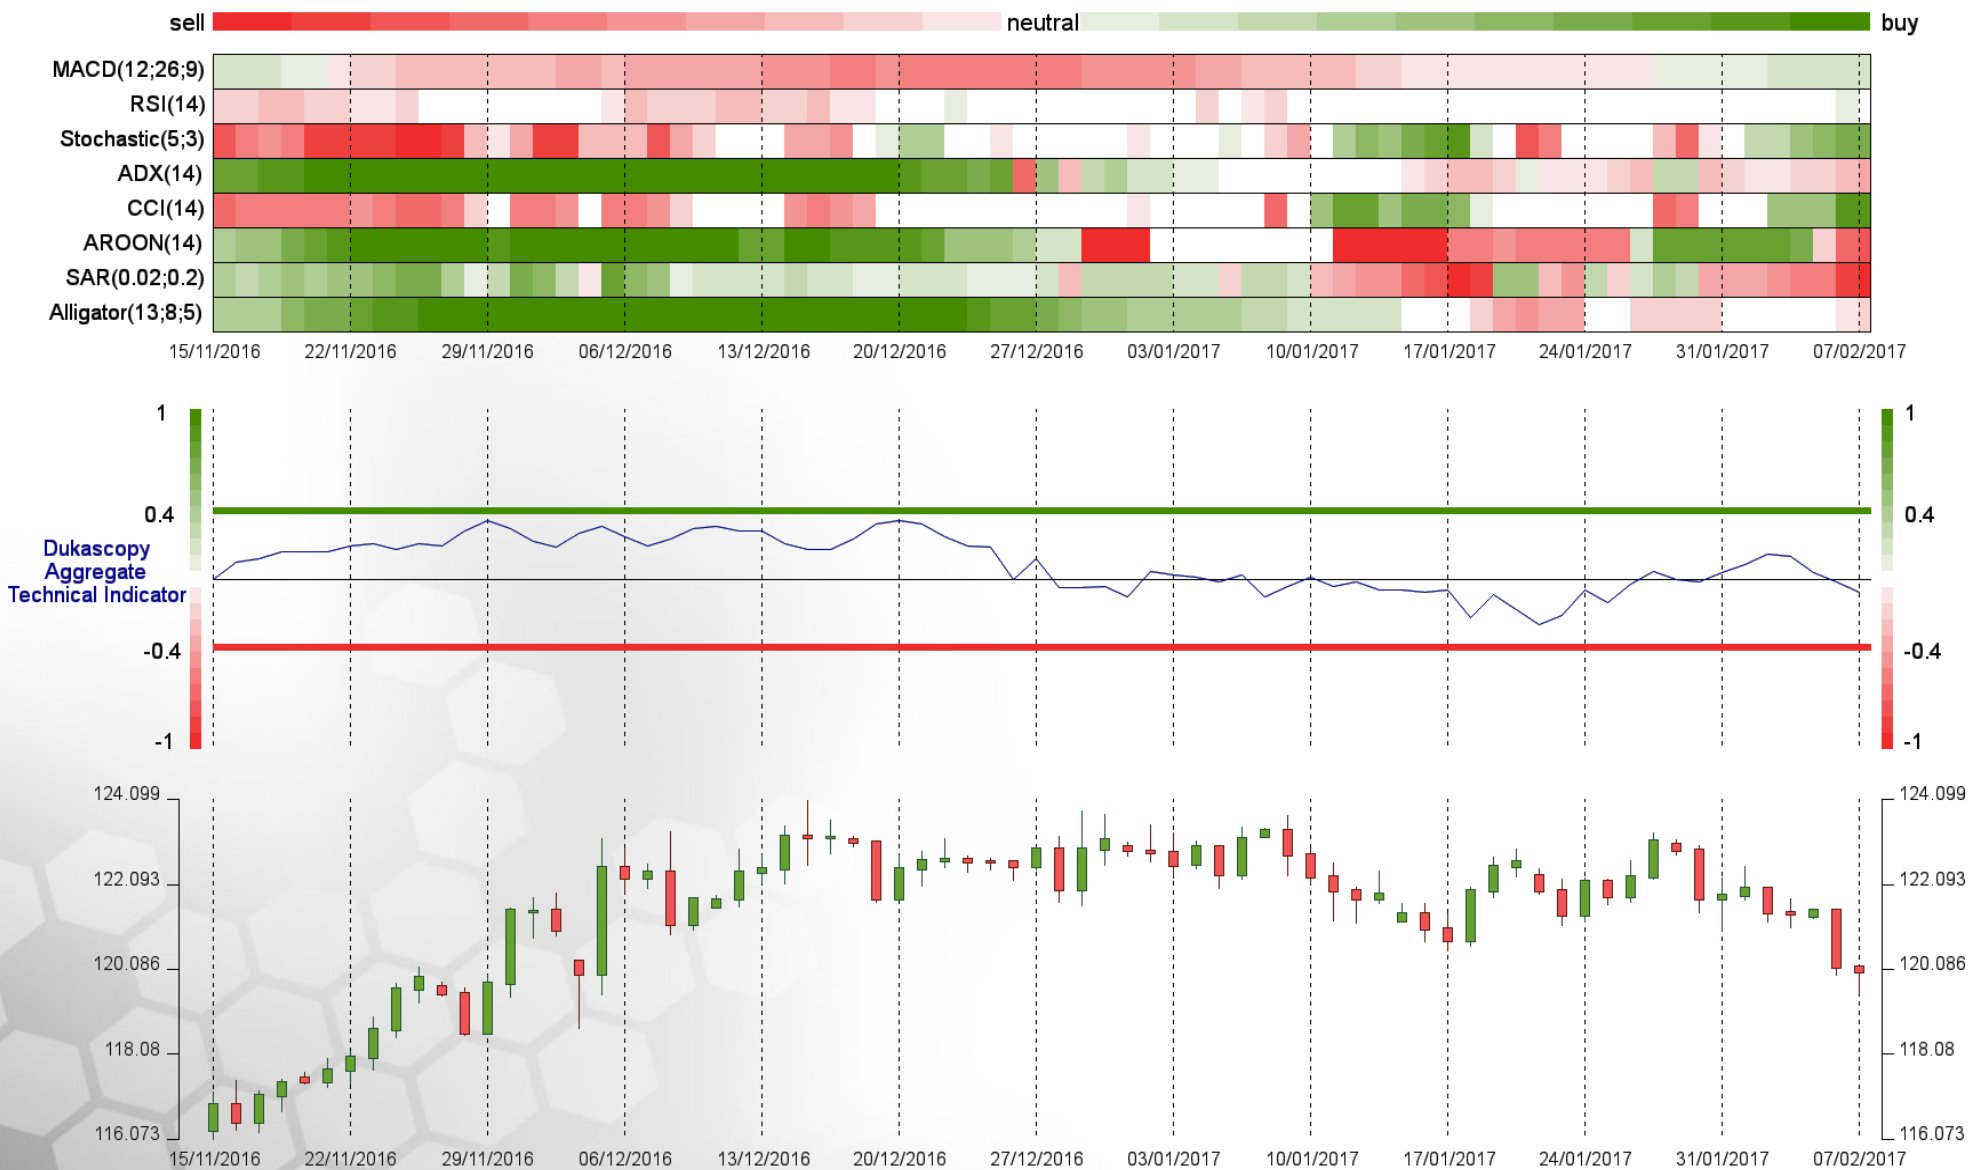 sell neutral buy
MACD(12;26;9)
RSI(14)
Stochastic(5;3)
ADX(14)
CCI(14)
AROON(14)
SAR(0.02;0.2)
Alligator(13;8;5)
15/11/2016 22/11/2016 29/11/2016 06/12/2016 13/12/2016 20/12/2016 27/12/2016 03/01/2017 10/01/2017 17/01/2017 24/01/2017 31/01/2017 07/02/2017
1 1
0.4 0.4
Dukascopy
Aggregate
Technical Indicator
-0.4 -0.4
-1 -1
124.099 124.099
122.093 122.093
120.086 120.086
118.08 118.08
116.073 116.073
15/11/2016 22/11/2016 29/11/2016 06/12/2016 13/12/2016 20/12/2016 27/12/2016 03/01/2017 10/01/2017 17/01/2017 24/01/2017 31/01/2017 07/02/2017